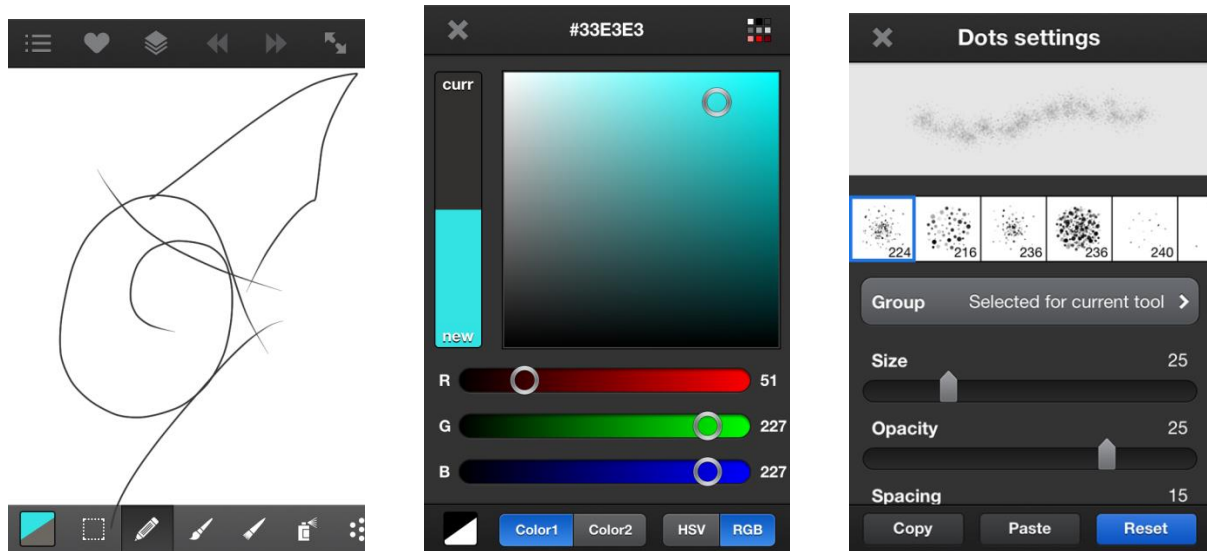 #33E3E3
curr
new
R 51
G 227
B 227
Color1 Color2 HSV RGB
Dots settings
224 216 236 236 240
Group Selected for current tool
Size 25
Opacity 25
Spacing 15
Copy Paste Reset